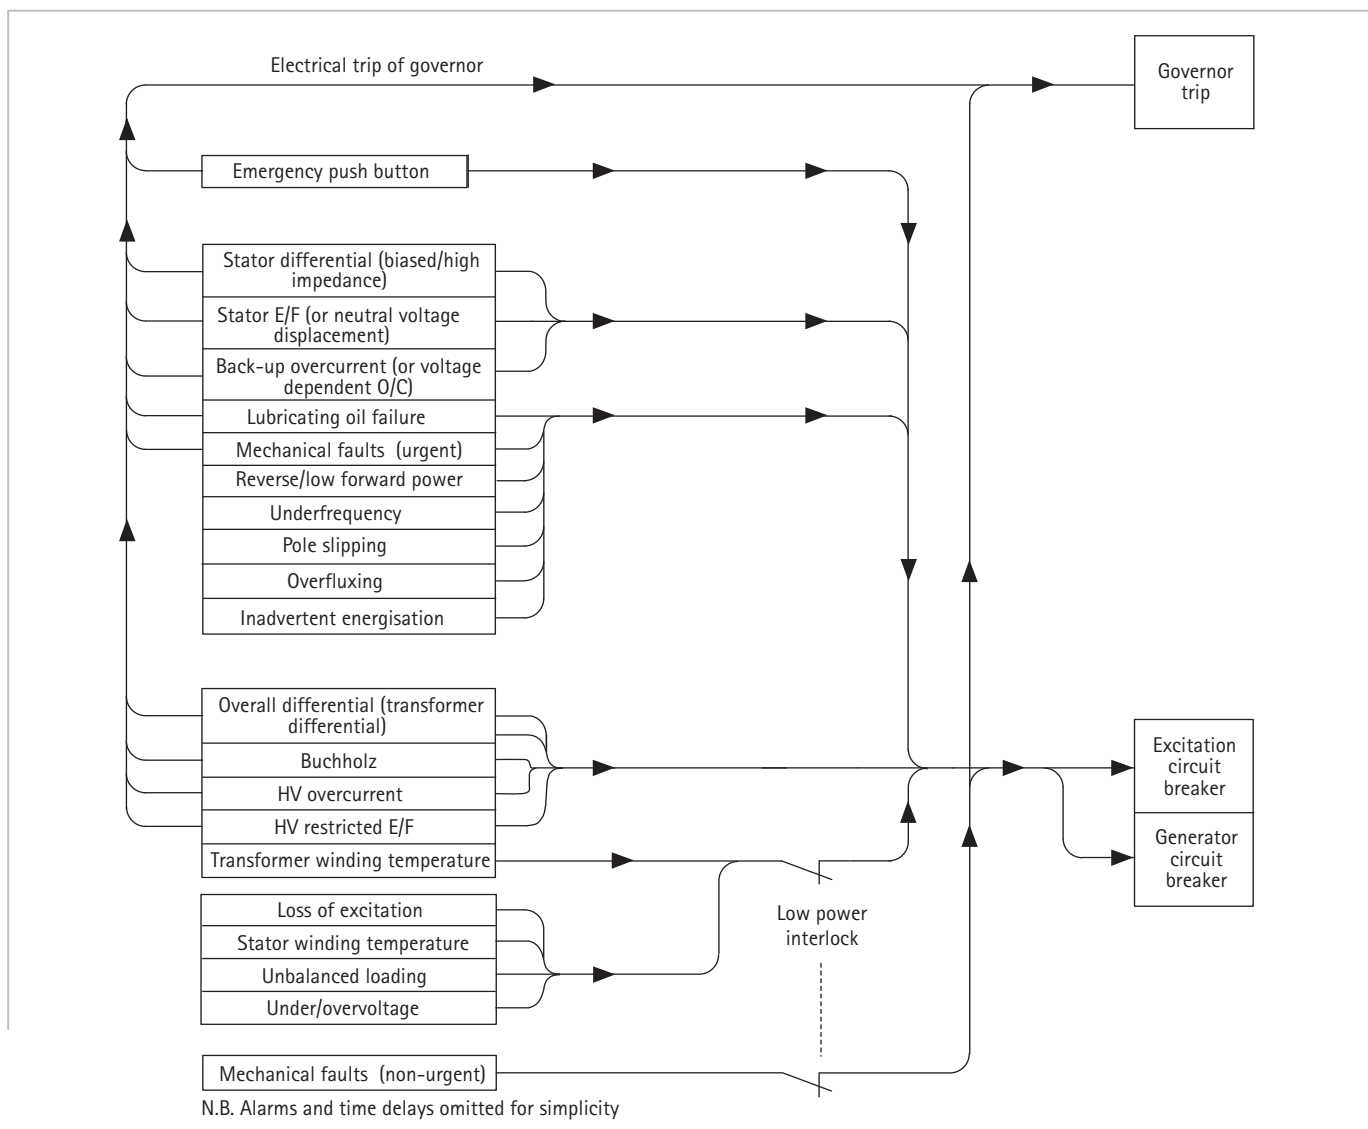 Electrical trip of governor
Governor
trip
Emergency push button
Stator differential (biased/high
impedance)
Stator E/F (or neutral voltage
displacement)
Back-up overcurrent (or voltage
dependent O/C)
Lubricating oil failure
Mechanical faults (urgent)
Reverse/low forward power
Underfrequency
Pole slipping
Overfluxing
Inadvertent energisation
Overall differential (transformer
differential)
Buchholz
HV overcurrent
HV restricted E/F
Transformer winding temperature
Excitation
circuit
breaker
Generator
circuit
breaker
Loss of excitation
Stator winding temperature
Unbalanced loading
Under/overvoltage
Low power
interlock
Mechanical faults (non-urgent)
N.B. Alarms and time delays omitted for simplicity